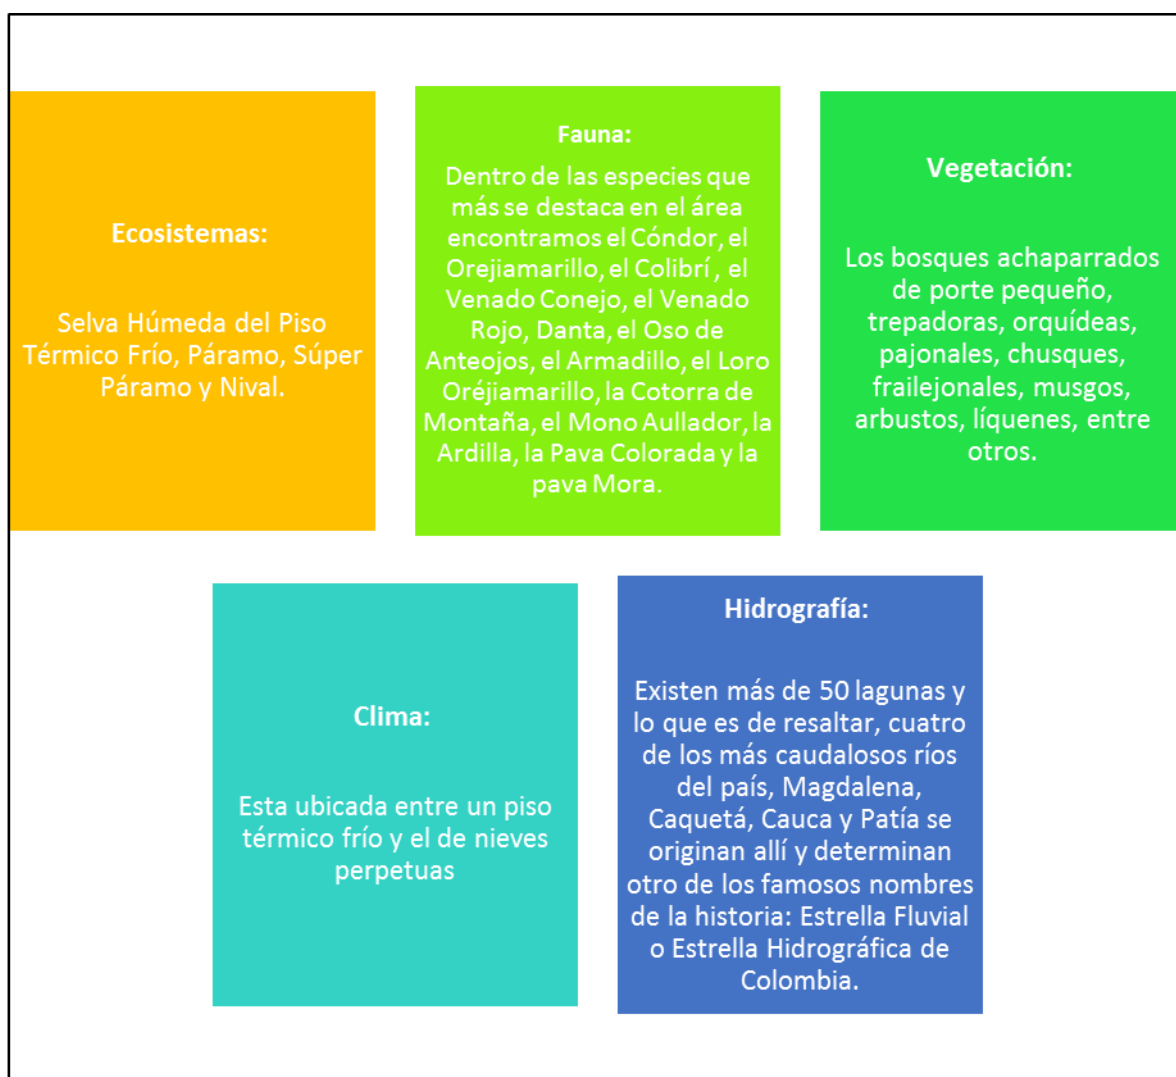 Ecosistemas:
Selva Húmeda del Piso
Térmico Frío, Páramo, Súper
Páramo y Nival.
Fauna:
Dentro de las especies que
más se destaca en el área
encontramos el Cóndor, el
Orejiamarillo, el Colibrí , el
Venado Conejo, el Venado
Rojo, Danta, el Oso de
Anteojos, el Armadillo, el Loro
Oréjiamarillo, la Cotorra de
Montaña, el Mono Aullador, la
Ardilla, la Pava Colorada y la
pava Mora.
Vegetación:
Los bosques achaparrados
de porte pequeño,
trepadoras, orquídeas,
pajonales, chusques,
frailejonales, musgos,
arbustos, líquenes, entre
otros.
Clima:
Esta ubicada entre un piso
térmico frío y el de nieves
perpetuas
Hidrografía:
Existen más de 50 lagunas y
lo que es de resaltar, cuatro
de los más caudalosos ríos
del país, Magdalena,
Caquetá, Cauca y Patía se
originan allí y determinan
otro de los famosos nombres
de la historia: Estrella Fluvial
o Estrella Hidrográfica de
Colombia.